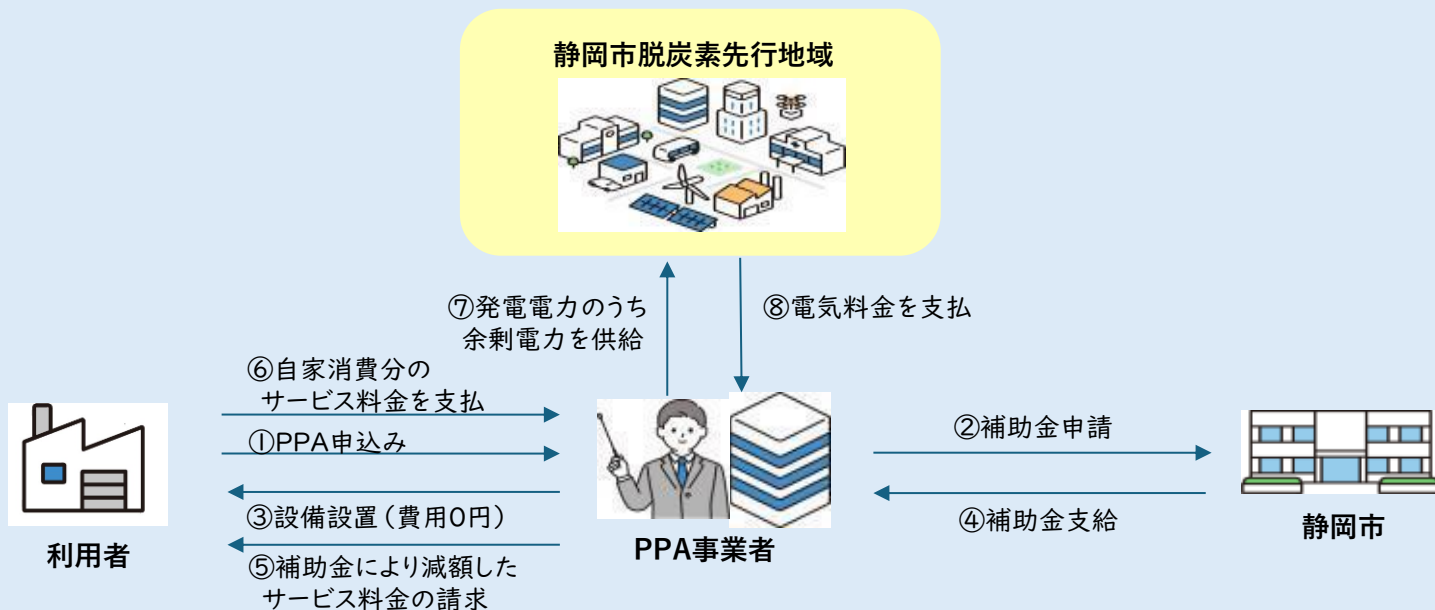 静岡市脱炭素先行地域
⑦発電電力のうち
余剰電力を供給
⑧電気料金を支払
⑥自家消費分の
サービス料金を支払
①PPA申込み
②補助金申請
③設備設置（費用0円）
④補助金支給
⑤補助金により減額した
サービス料金の請求
利用者
PPA事業者
静岡市